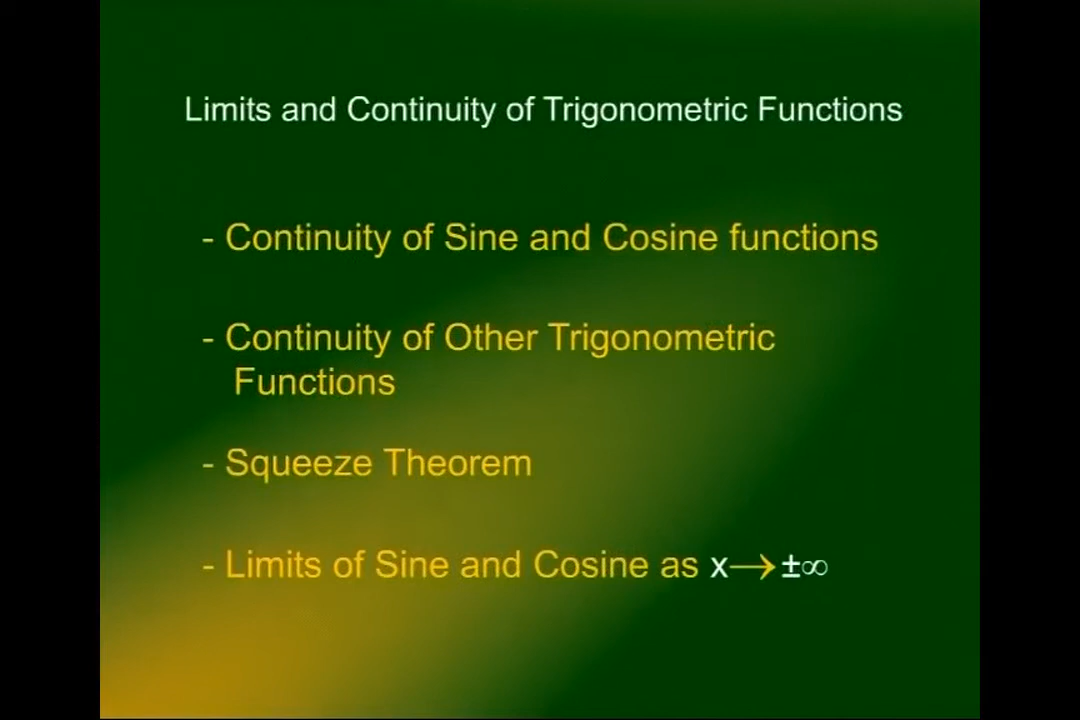 Limits and Continuity of Trigonometric Functions
- Continuity of Sine and Cosine functions
- Continuity of Other Trigonometric
Functions
- Squeeze Theorem
- Limits of Sine and Cosine as x⟶±∞